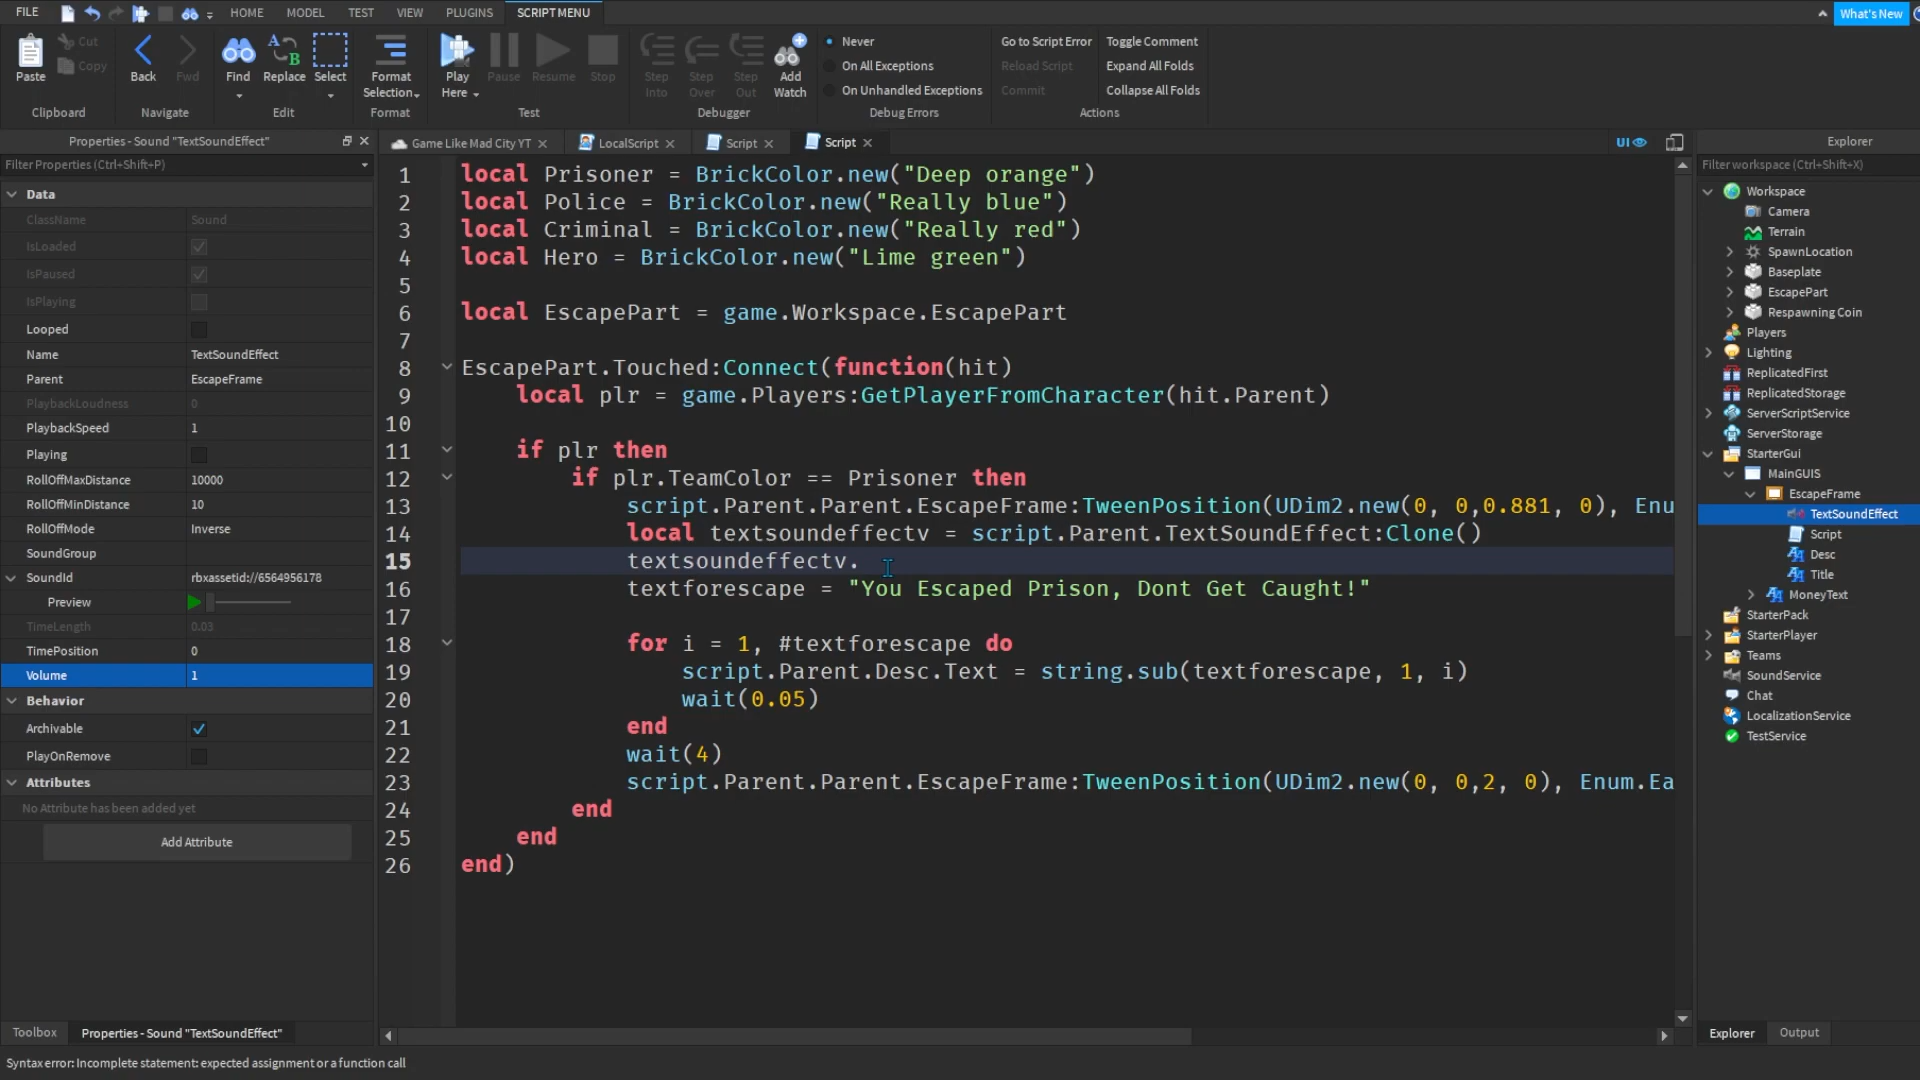 FILE HOME MODEL TEST VIEW PLUGINS SCRIPT MENU What's New
Paste Cut Copy Back Fwd Find Replace Select Format Selection Play Here Pause Resume Stop Step Into Step Over Step Out Add Watch Never On All Exceptions On Unhandled Exceptions Go to Script Error Reload Script Commit Toggle Comment Expand All Folds Collapse All Folds
Clipboard Navigate Edit Format Test Debugger Debug Errors Actions
Properties - Sound "TextSoundEffect"
Filter Properties (Ctrl+Shift+P)
Data
ClassName Sound
IsLoaded
IsPaused
IsPlaying
Looped
Name TextSoundEffect
Parent EscapeFrame
PlaybackLoudness 0
PlaybackSpeed 1
Playing
RollOffMaxDistance 10000
RollOffMinDistance 10
RollOffMode Inverse
SoundGroup
SoundId rbxassetid://6564956178
Preview
TimeLength 0.03
TimePosition 0
Volume 1
Behavior
Archivable
PlayOnRemove
Attributes
No Attribute has been added yet
Add Attribute
Toolbox Properties - Sound "TextSoundEffect"
Game Like Mad City YT LocalScript Script Script UI
1 local Prisoner = BrickColor.new("Deep orange")
2 local Police = BrickColor.new("Really blue")
3 local Criminal = BrickColor.new("Really red")
4 local Hero = BrickColor.new("Lime green")
5
6 local EscapePart = game.Workspace.EscapePart
7
8 EscapePart.Touched:Connect(function(hit)
9 local plr = game.Players:GetPlayerFromCharacter(hit.Parent)
10
11 if plr then
12 if plr.TeamColor == Prisoner then
13 script.Parent.Parent.EscapeFrame:TweenPosition(UDim2.new(0, 0,0.881, 0), Enu
14 local textsoundeffectv = script.Parent.TextSoundEffect:Clone()
15 textsoundeffectv.
16 textforescape = "You Escaped Prison, Dont Get Caught!"
17
18 for i = 1, #textforescape do
19 script.Parent.Desc.Text = string.sub(textforescape, 1, i)
20 wait(0.05)
21 end
22 wait(4)
23 script.Parent.Parent.EscapeFrame:TweenPosition(UDim2.new(0, 0,2, 0), Enum.Ea
24 end
25 end
26 end)
Explorer
Filter workspace (Ctrl+Shift+X)
Workspace
Camera
Terrain
SpawnLocation
Baseplate
EscapePart
Respawning Coin
Players
Lighting
ReplicatedFirst
ReplicatedStorage
ServerScriptService
ServerStorage
StarterGui
MainGUIS
EscapeFrame
TextSoundEffect
Script
Desc
Title
MoneyText
StarterPack
StarterPlayer
Teams
SoundService
Chat
LocalizationService
TestService
Explorer Output
Syntax error: Incomplete statement: expected assignment or a function call